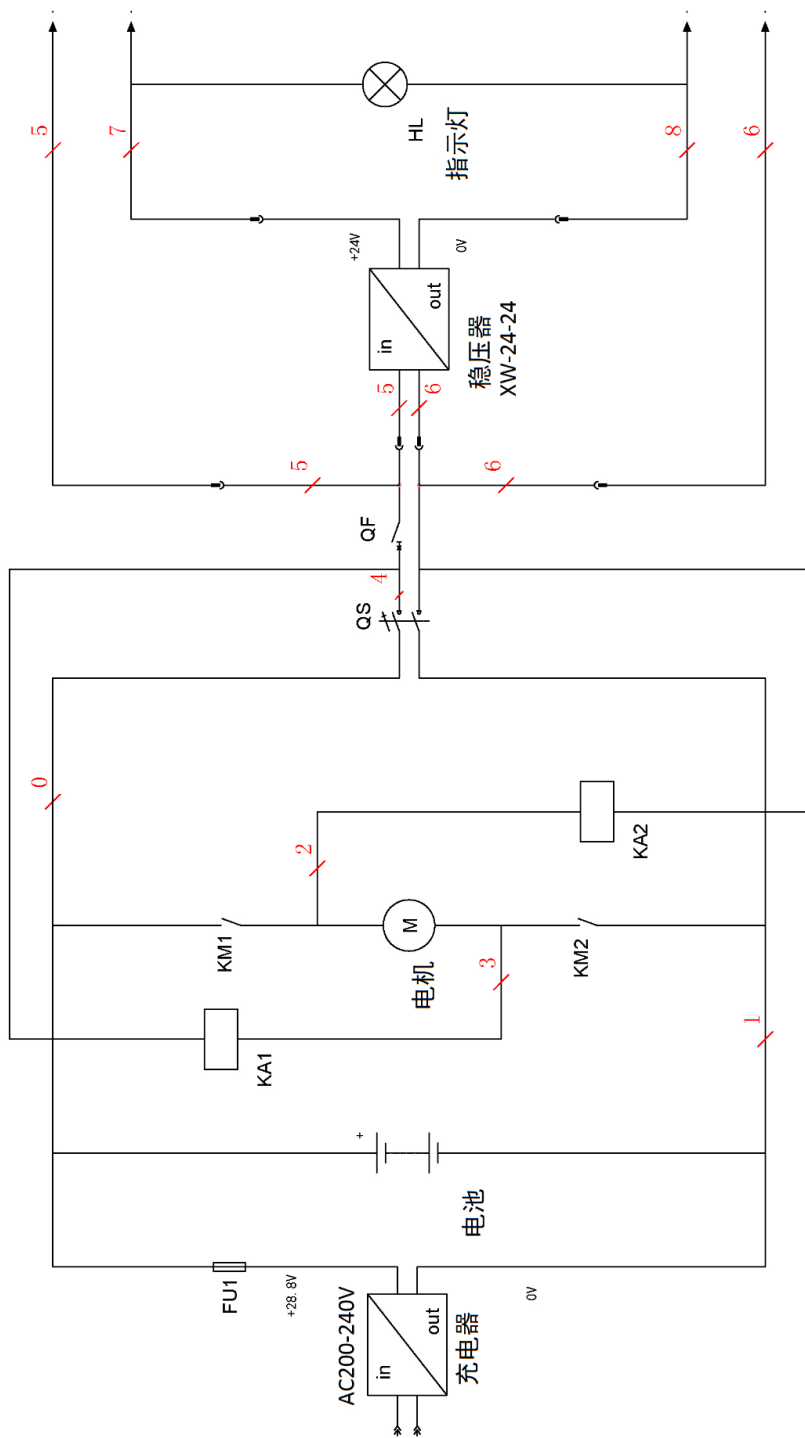 AC200-240V
in
out
充电器
FU1
+28.8V
0V
+
电池
KA1
KM1
M
电机
KM2
KA2
0
1
2
3
QS
4
QF
5
6
5
6
in
out
稳压器
XW-24-24
+24V
0V
5
7
HL
指示灯
8
6